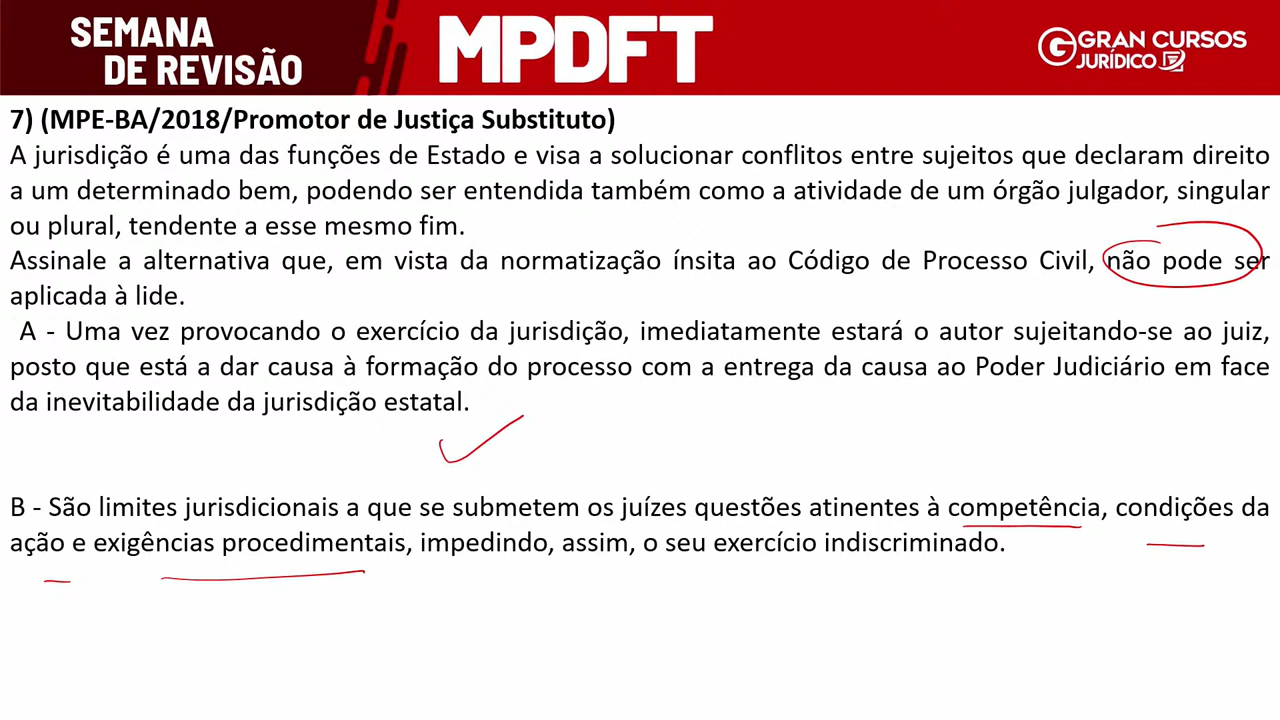 SEMANA
DE REVISÃO
MPDFT
GRAN CURSOS
JURÍDICO
7) (MPE-BA/2018/Promotor de Justiça Substituto)
A jurisdição é uma das funções de Estado e visa a solucionar conflitos entre sujeitos que declaram direito
a um determinado bem, podendo ser entendida também como a atividade de um órgão julgador, singular
ou plural, tendente a esse mesmo fim.
Assinale a alternativa que, em vista da normatização ínsita ao Código de Processo Civil, não pode ser
aplicada à lide.
A - Uma vez provocando o exercício da jurisdição, imediatamente estará o autor sujeitando-se ao juiz,
posto que está a dar causa à formação do processo com a entrega da causa ao Poder Judiciário em face
da inevitabilidade da jurisdição estatal.
B - São limites jurisdicionais a que se submetem os juízes questões atinentes à competência, condições da
ação e exigências procedimentais, impedindo, assim, o seu exercício indiscriminado.